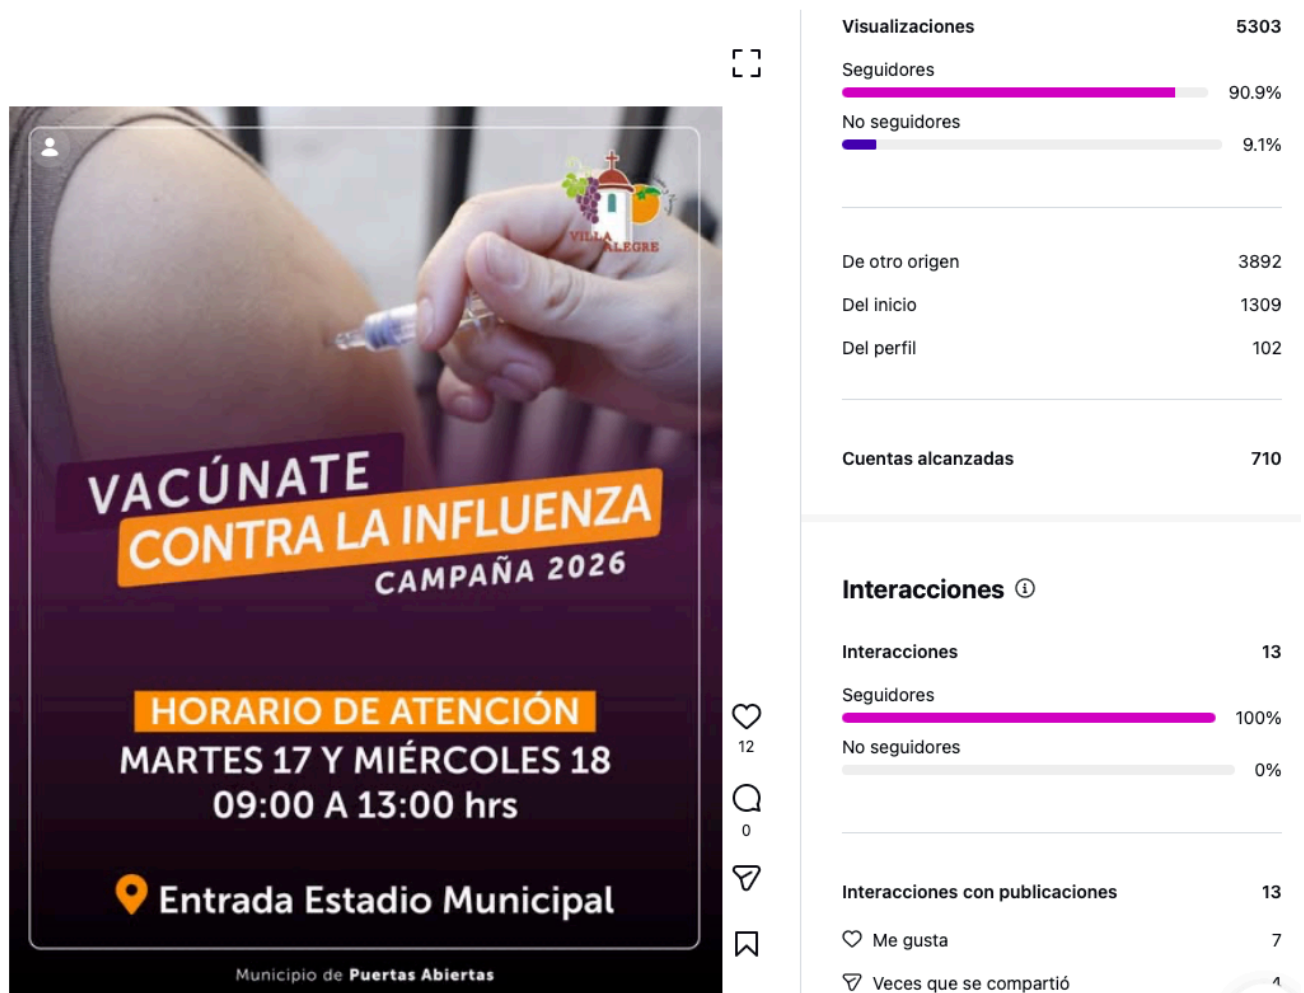 VILLA
ALEGRE
VACÚNATE
CONTRA LA INFLUENZA
CAMPAÑA 2026
HORARIO DE ATENCIÓN
MARTES 17 Y MIÉRCOLES 18
09:00 A 13:00 hrs
Entrada Estadio Municipal
Municipio de Puertas Abiertas
12
0
Visualizaciones 5303
Seguidores
90.9%
No seguidores
9.1%
De otro origen 3892
Del inicio 1309
Del perfil 102
Cuentas alcanzadas 710
Interacciones
Interacciones 13
Seguidores
100%
No seguidores
0%
Interacciones con publicaciones 13
Me gusta 7
Veces que se compartió 4